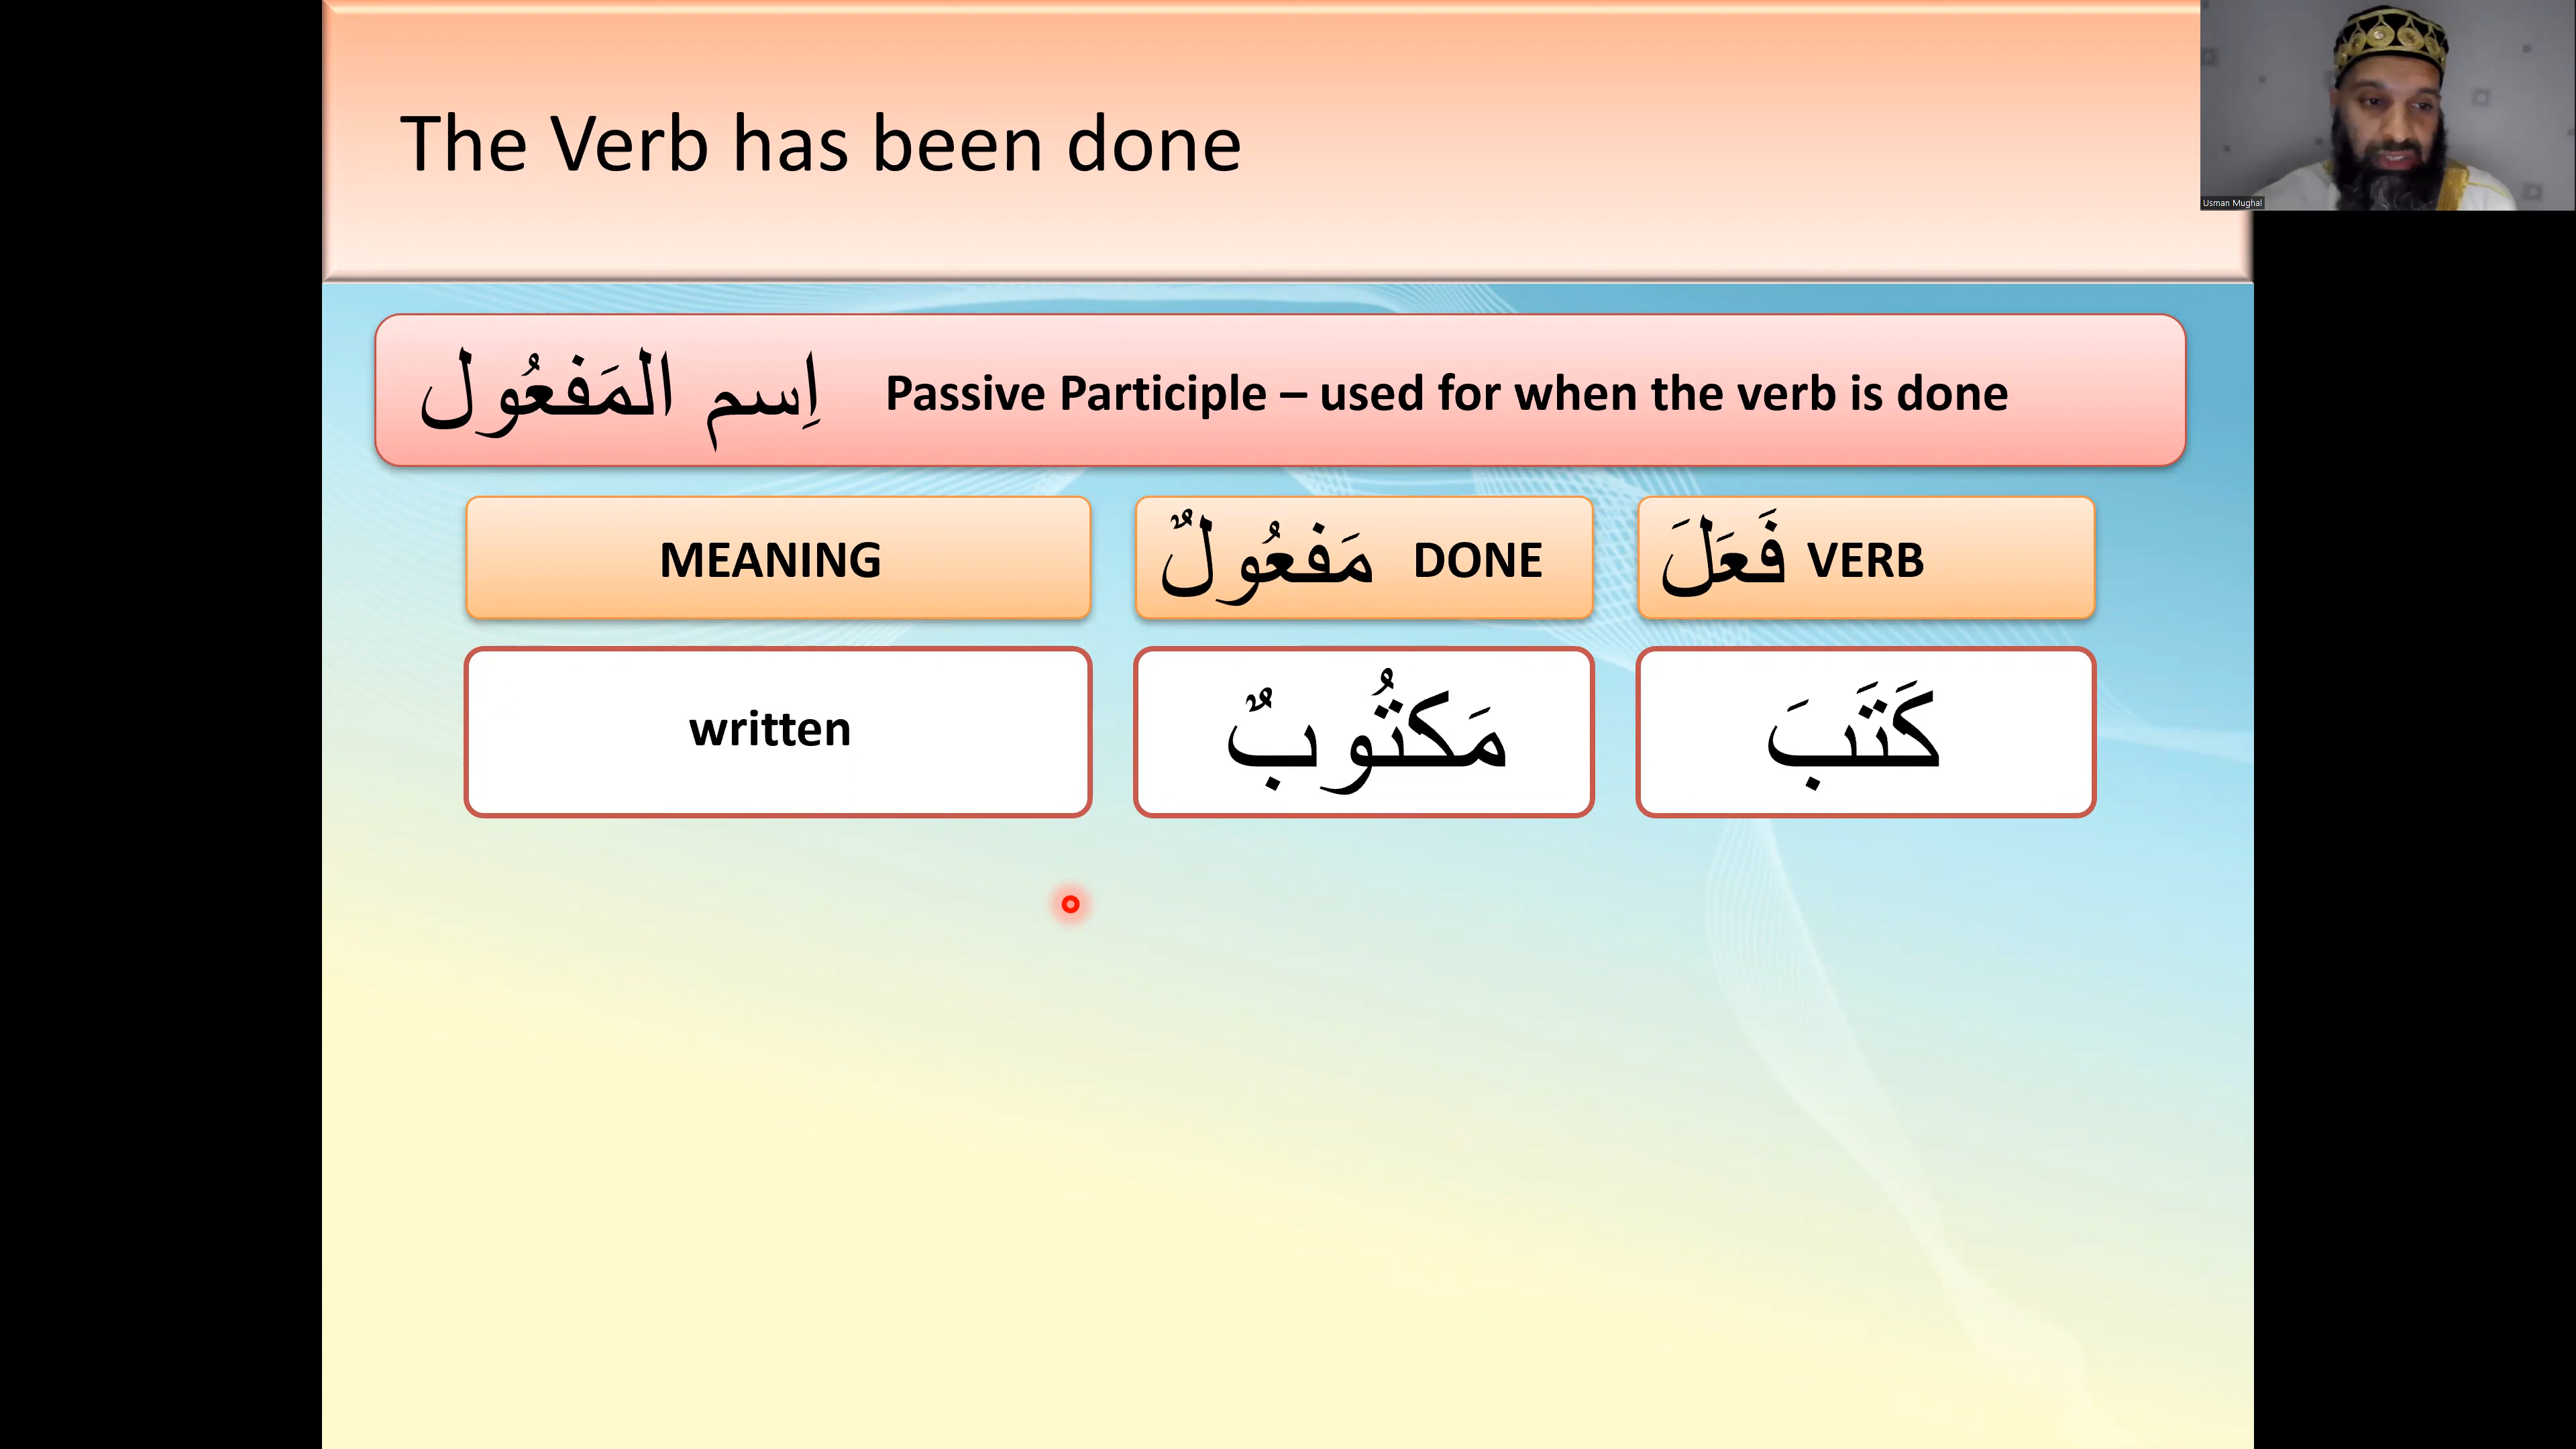 The Verb has been done
Usman Mughal
اِسم المَفعُول Passive Participle – used for when the verb is done
MEANING
مَفعُولٌ DONE
فَعَلَ VERB
written
مَكتُوبٌ
كَتَبَ